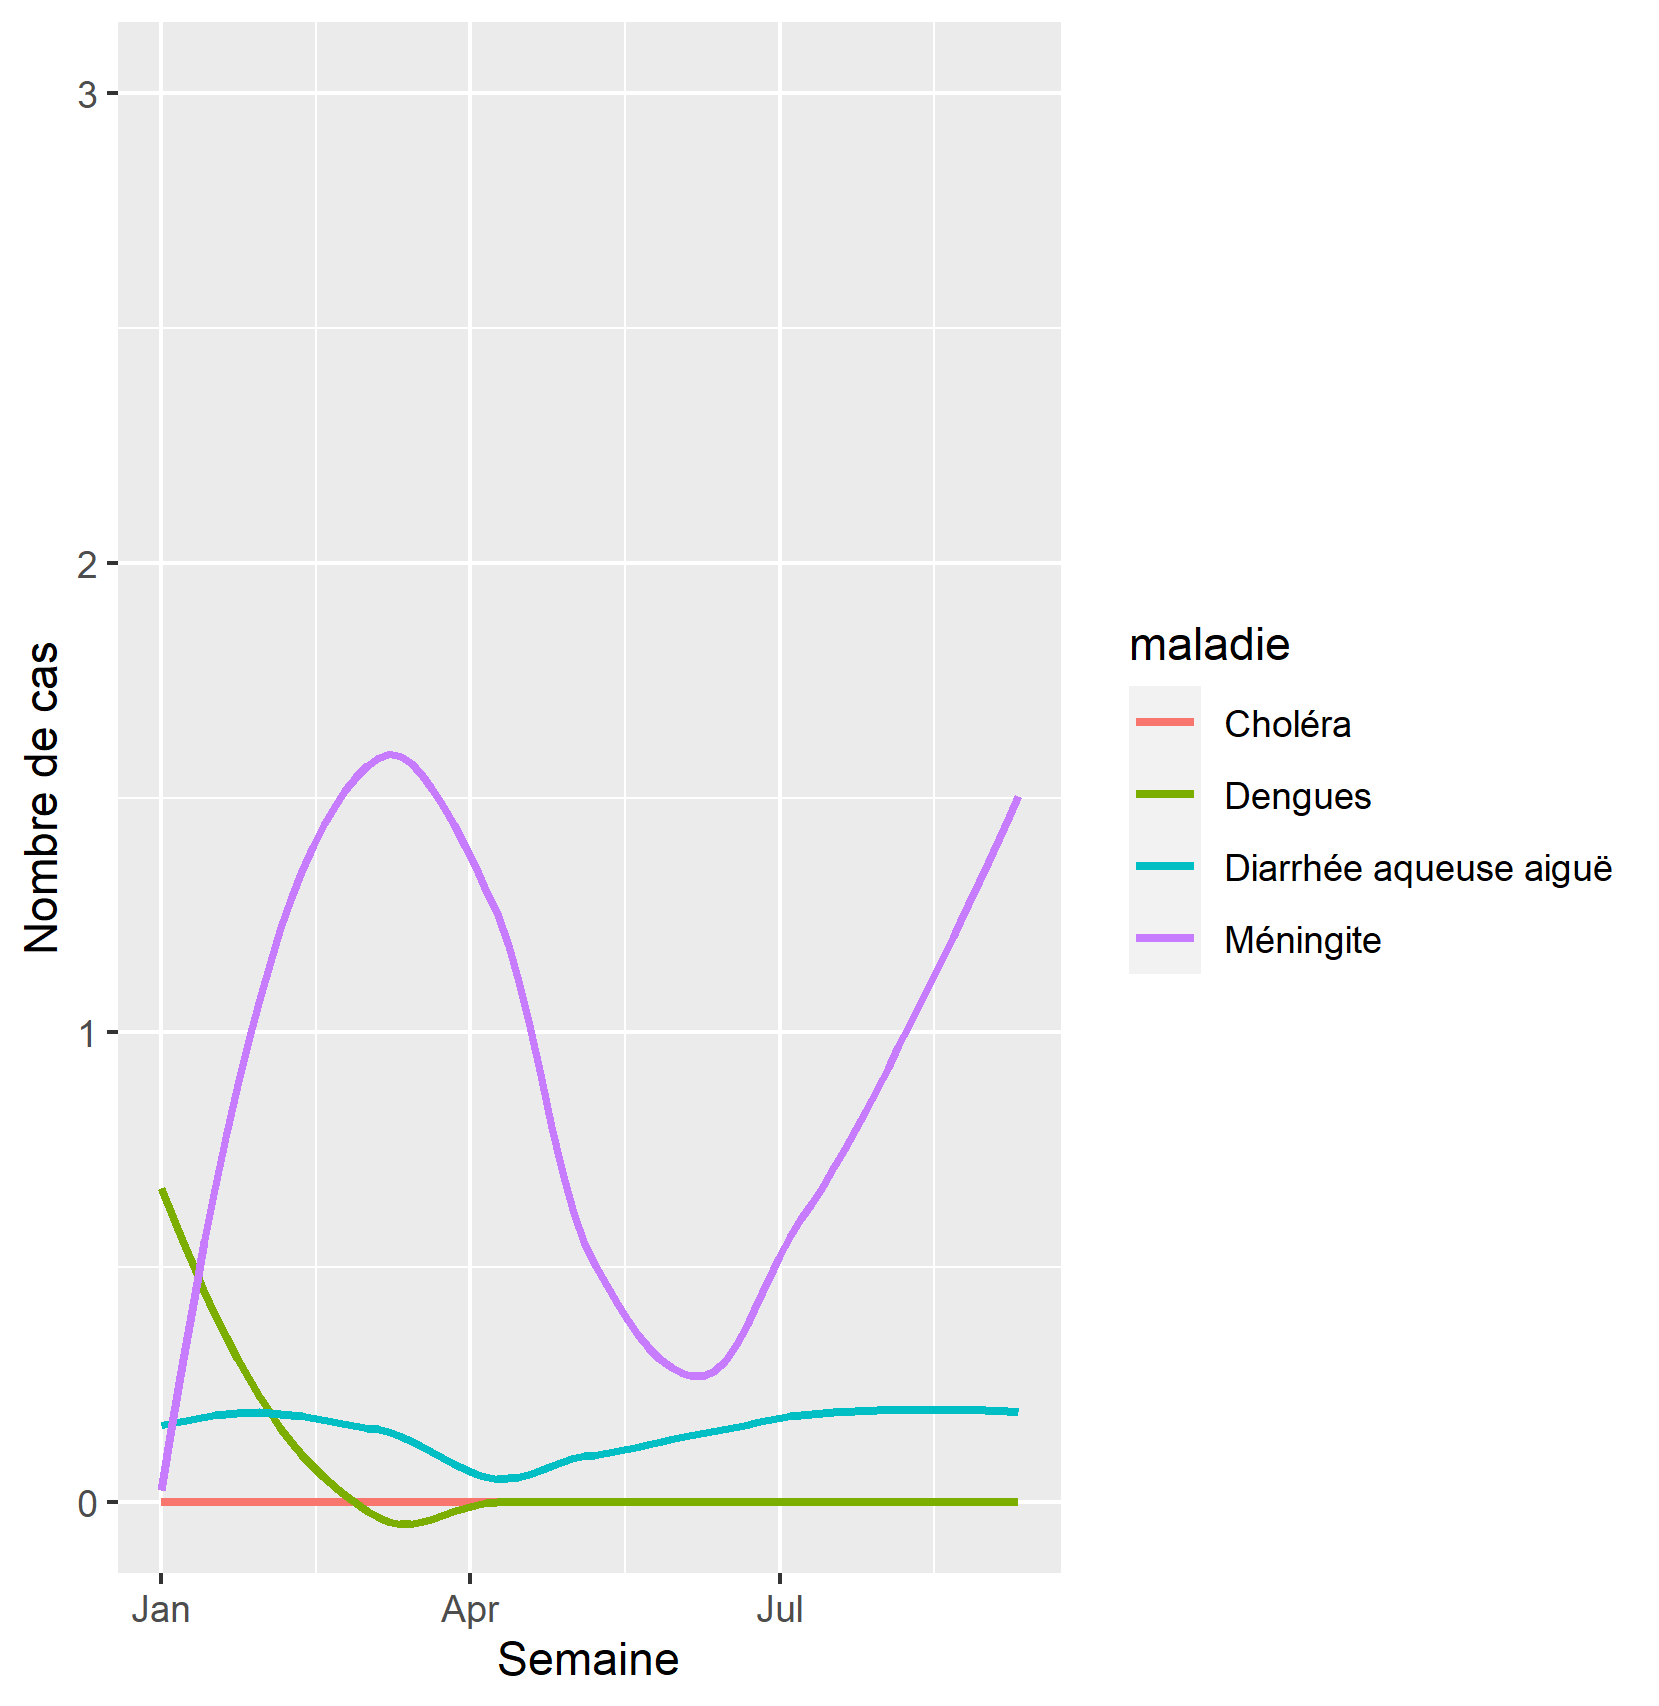 3
2
1
0
Nombre de cas
Jan
Apr
Jul
Semaine
maladie
Choléra
Dengues
Diarrhée aqueuse aiguë
Méningite